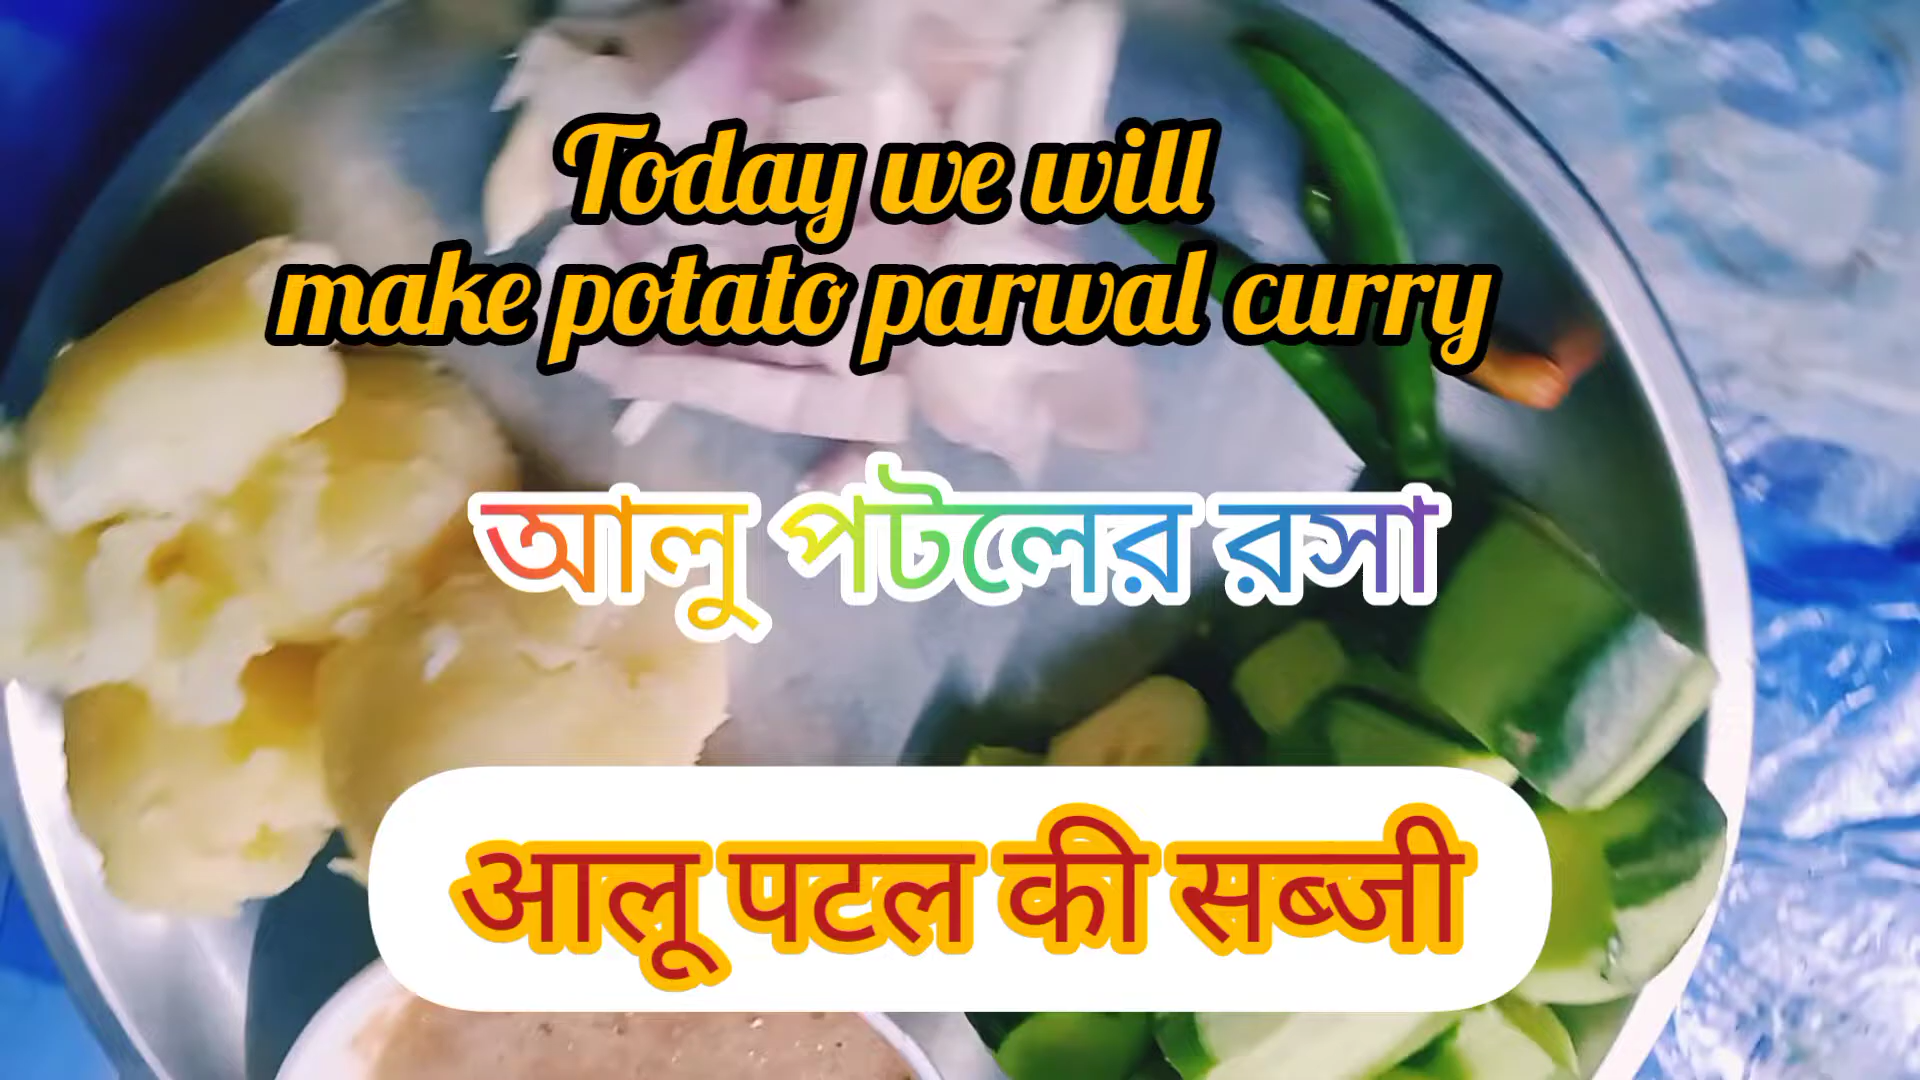 Today we will
make potato parwal curry
আলু পটলের রসা
आलू पटल की सब्जी